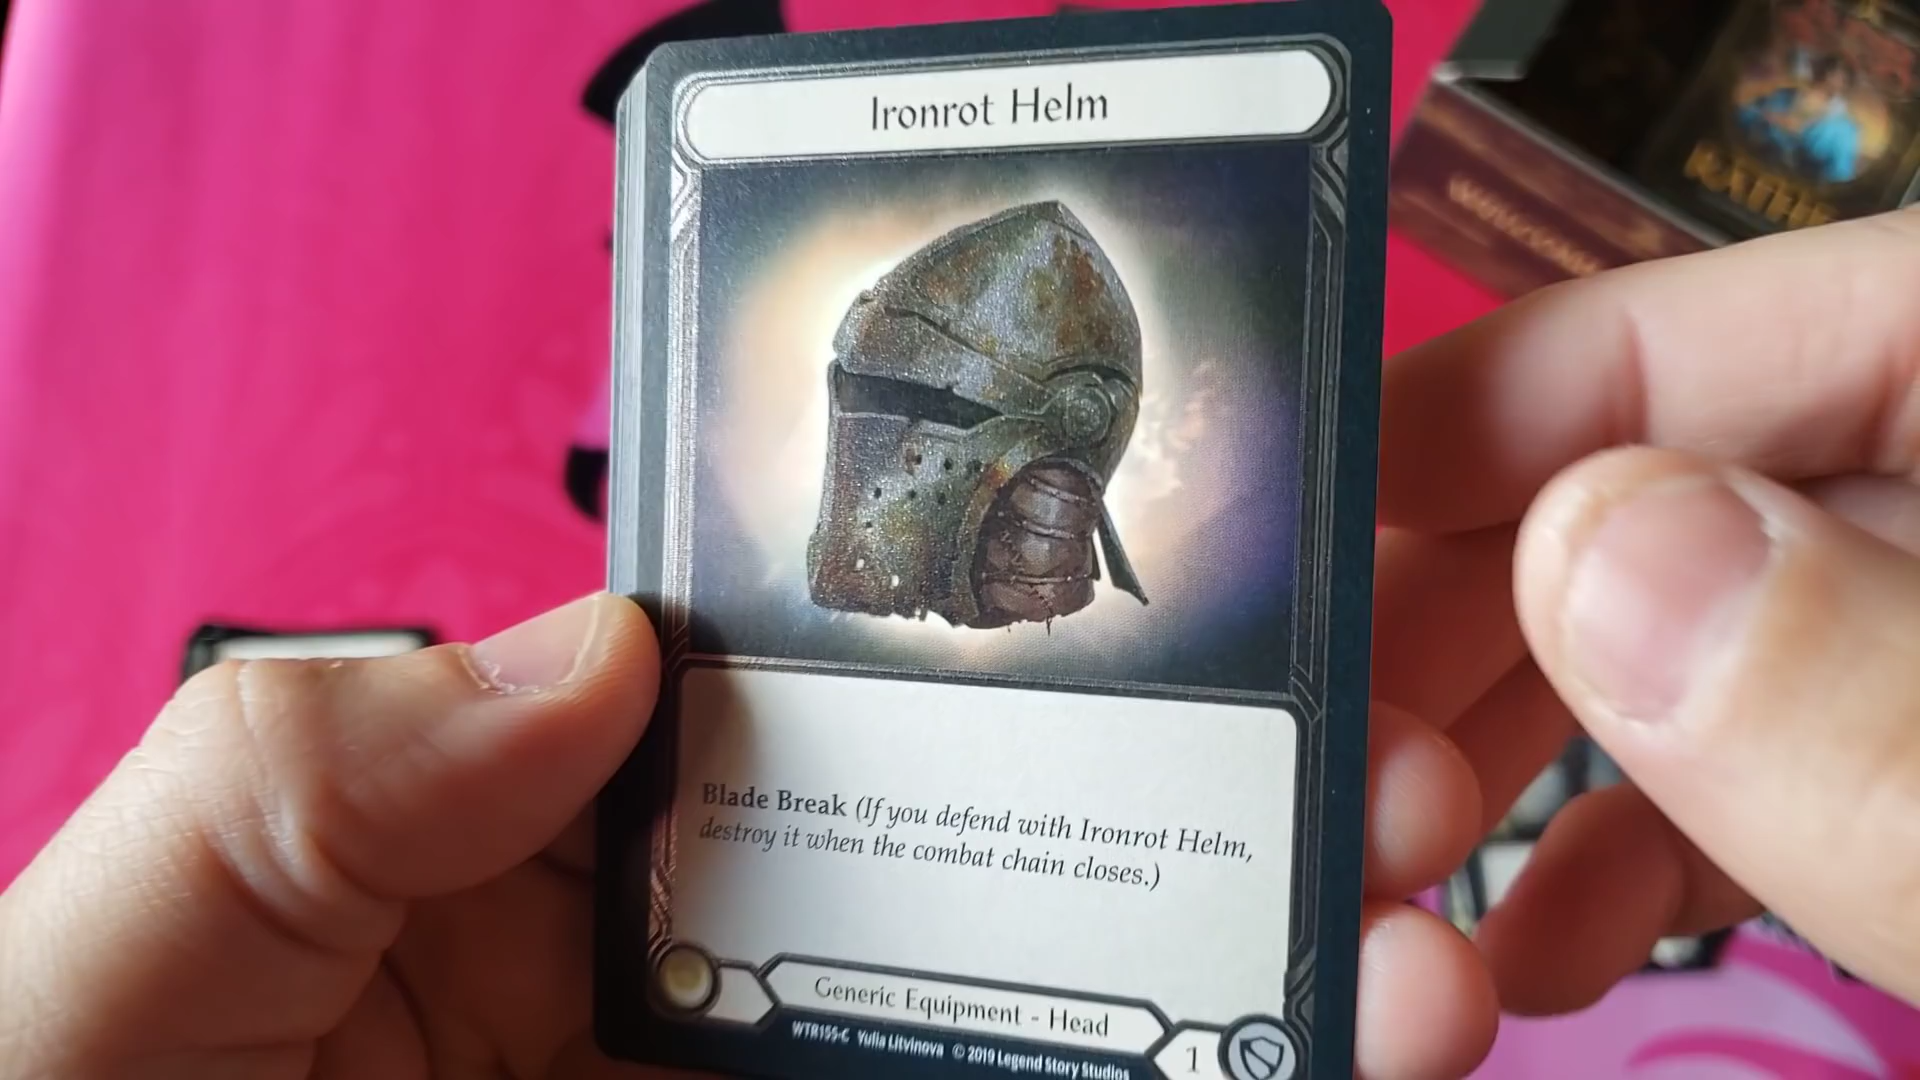 Ironrot Helm
Blade Break (If you defend with Ironrot Helm,
destroy it when the combat chain closes.)
Generic Equipment - Head
WTR155-C Yulia Litvinova © 2019 Legend Story Studios
1
RATHE